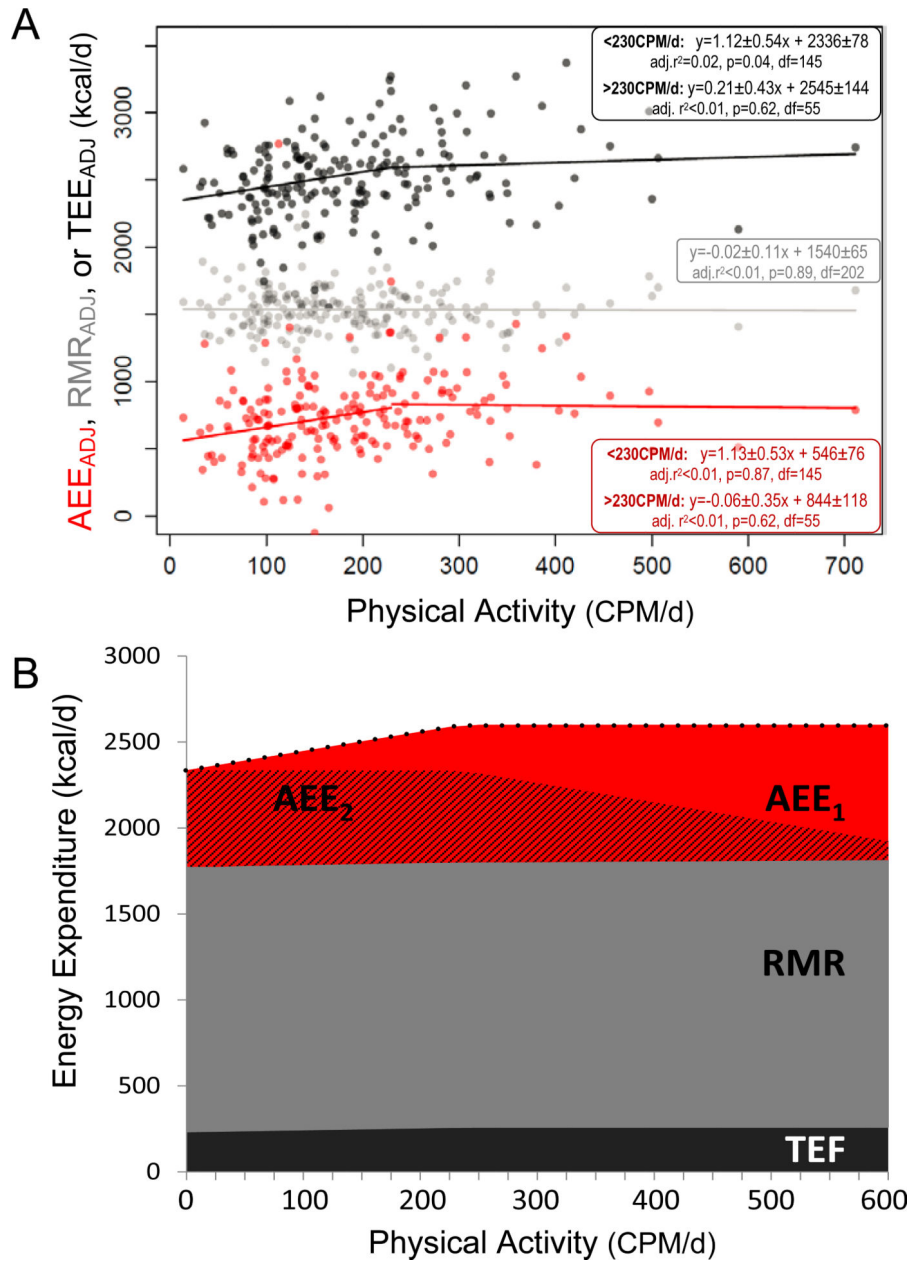 A
AEEADJ, RMRADJ, or TEEADJ (kcal/d)
3000
2000
1000
0
<230CPM/d: y=1.12±0.54x + 2336±78
adj.r²=0.02, p=0.04, df=145
>230CPM/d: y=0.21±0.43x + 2545±144
adj. r²<0.01, p=0.62, df=55
y=-0.02±0.11x + 1540±65
adj.r²<0.01, p=0.89, df=202
<230CPM/d: y=1.13±0.53x + 546±76
adj.r²<0.01, p=0.87, df=145
>230CPM/d: y=-0.06±0.35x + 844±118
adj. r²<0.01, p=0.62, df=55
0 100 200 300 400 500 600 700
Physical Activity (CPM/d)
B
Energy Expenditure (kcal/d)
3000
2500
2000
1500
1000
500
0
AEE2 AEE1
RMR
TEF
0 100 200 300 400 500 600
Physical Activity (CPM/d)